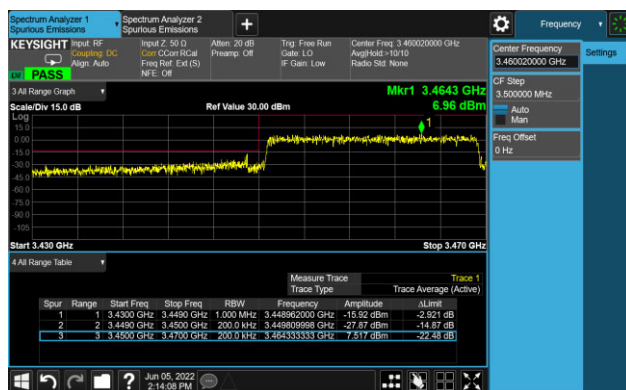 Spectrum Analyzer 1
Spurious Emissions
Spectrum Analyzer 2
Spurious Emissions
+
Frequency
KEYSIGHT
Input: RF
Coupling: DC
Align: Auto
Input Z: 50 Ω
Corr CCorr RCal
Freq Ref: Ext (S)
NFE: Off
Atten: 20 dB
Preamp: Off
Trig: Free Run
Gate: LO
IF Gain: Low
Center Freq: 3.460020000 GHz
Avg|Hold:>10/10
Radio Std: None
PASS
Center Frequency
3.460020000 GHz
Settings
CF Step
3.500000 MHz
Auto
Man
Freq Offset
0 Hz
3 All Range Graph
Mkr1 3.4643 GHz
6.96 dBm
Scale/Div 15.0 dB
Ref Value 30.00 dBm
Log
15.0
0.00
-15.0
-30.0
-45.0
-60.0
-75.0
-90.0
-105
1
Start 3.430 GHz
Stop 3.470 GHz
4 All Range Table
Measure Trace Trace 1
Trace Type Trace Average (Active)
Spur Range Start Freq Stop Freq RBW Frequency Amplitude ΔLimit
1 1 3.4300 GHz 3.4490 GHz 1.000 MHz 3.448962000 GHz -15.92 dBm -2.921 dB
2 2 3.4490 GHz 3.4500 GHz 200.0 kHz 3.449809998 GHz -27.87 dBm -14.87 dB
3 3 3.4500 GHz 3.4700 GHz 200.0 kHz 3.464333333 GHz 7.517 dBm -22.48 dB
?
Jun 05, 2022
2:14:08 PM